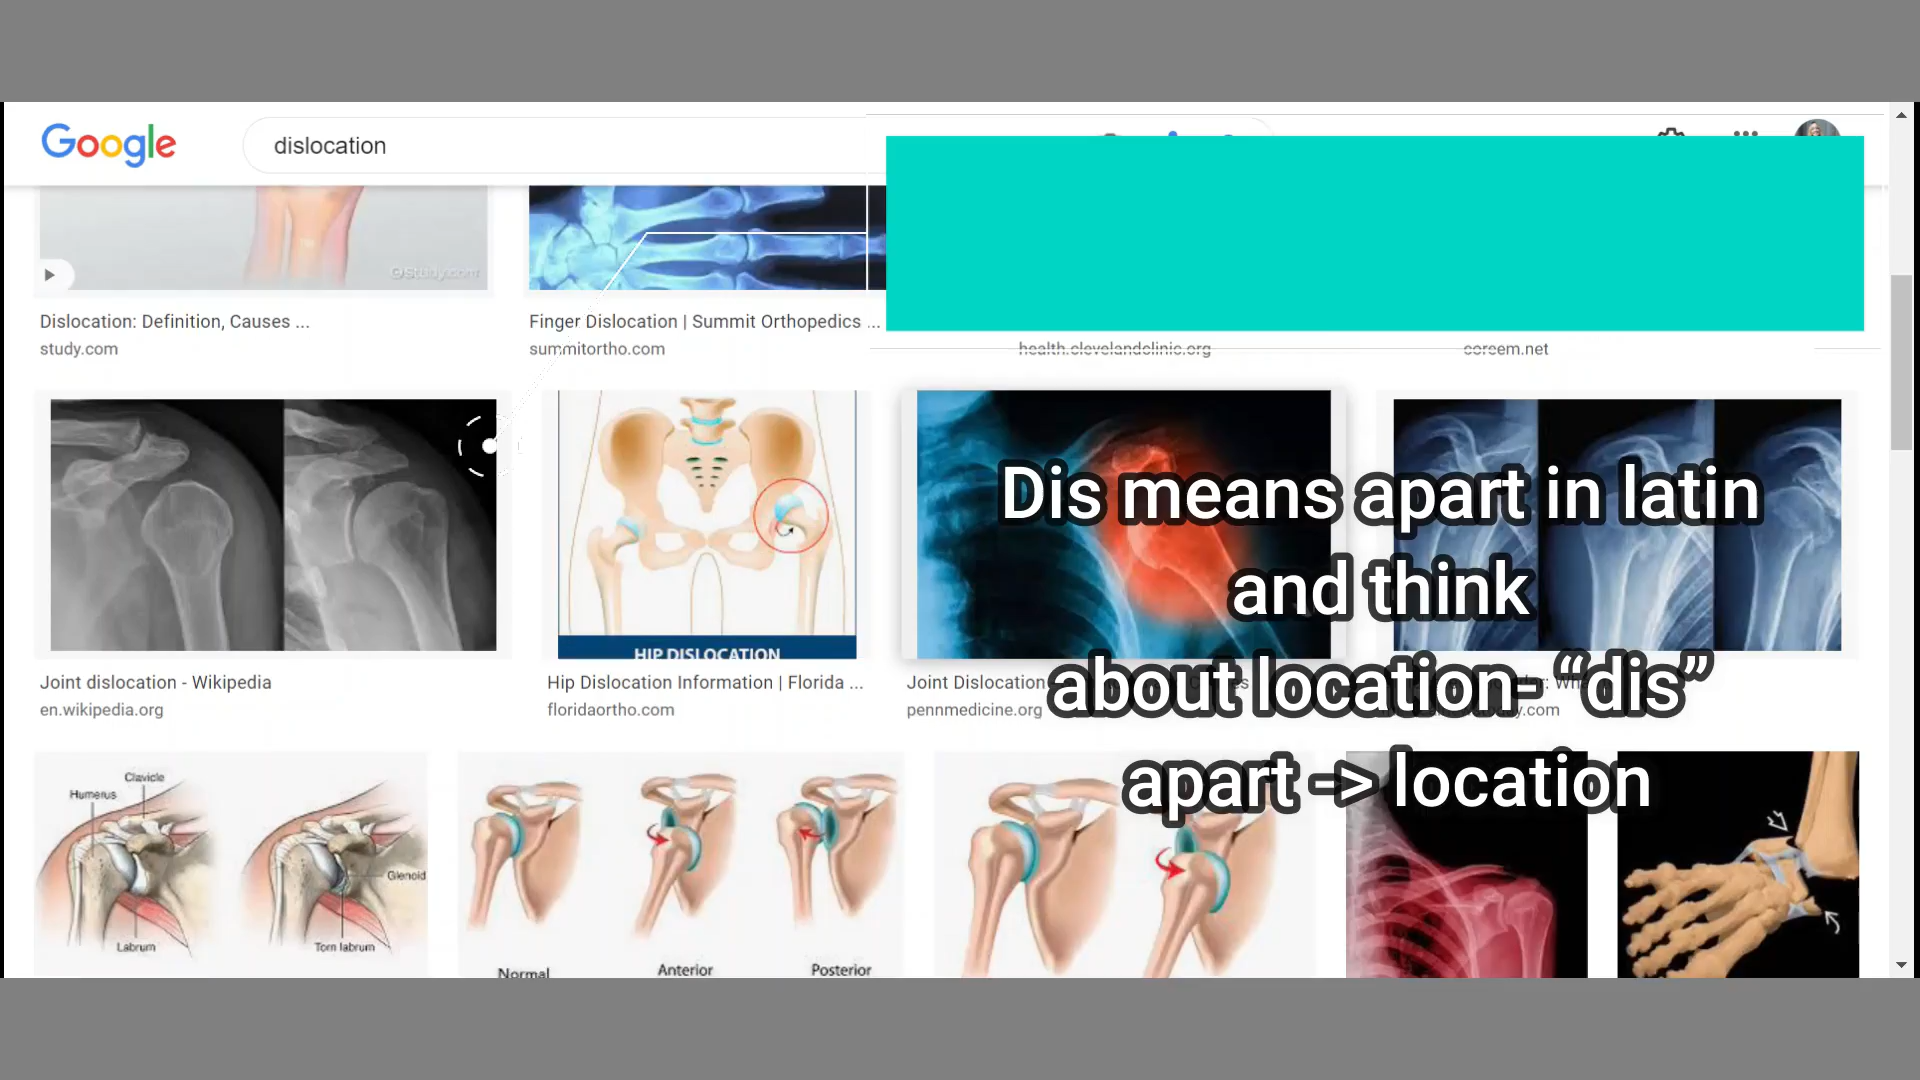 Google
dislocation
©Study.com
Dislocation: Definition, Causes ...
study.com
Finger Dislocation | Summit Orthopedics ...
summitortho.com
health.clevelandclinic.org
coreem.net
HIP DISLOCATION
Dis means apart in latin
and think
about location- “dis”
apart -> location
Joint dislocation - Wikipedia
en.wikipedia.org
Hip Dislocation Information | Florida ...
floridaortho.com
Joint Dislocation
pennmedicine.org
Clavicle
Humerus
Glenoid
Labrum
Torn labrum
Normal
Anterior
Posterior